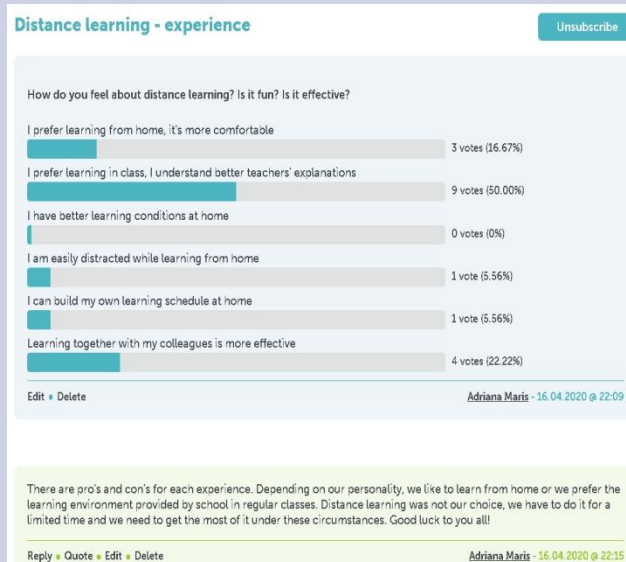 Distance learning - experience
Unsubscribe
How do you feel about distance learning? Is it fun? Is it effective?
I prefer learning from home, it's more comfortable
3 votes (16.67%)
I prefer learning in class, I understand better teachers' explanations
9 votes (50.00%)
I have better learning conditions at home
0 votes (0%)
I am easily distracted while learning from home
1 vote (5.56%)
I can build my own learning schedule at home
1 vote (5.56%)
Learning together with my colleagues is more effective
4 votes (22.22%)
Edit • Delete
Adriana Maris - 16.04.2020 @ 22:09
There are pro's and con's for each experience. Depending on our personality, we like to learn from home or we prefer the
learning environment provided by school in regular classes. Distance learning was not our choice, we have to do it for a
limited time and we need to get the most of it under these circumstances. Good luck to you all!
Reply • Quote • Edit • Delete
Adriana Maris - 16.04.2020 @ 22:15